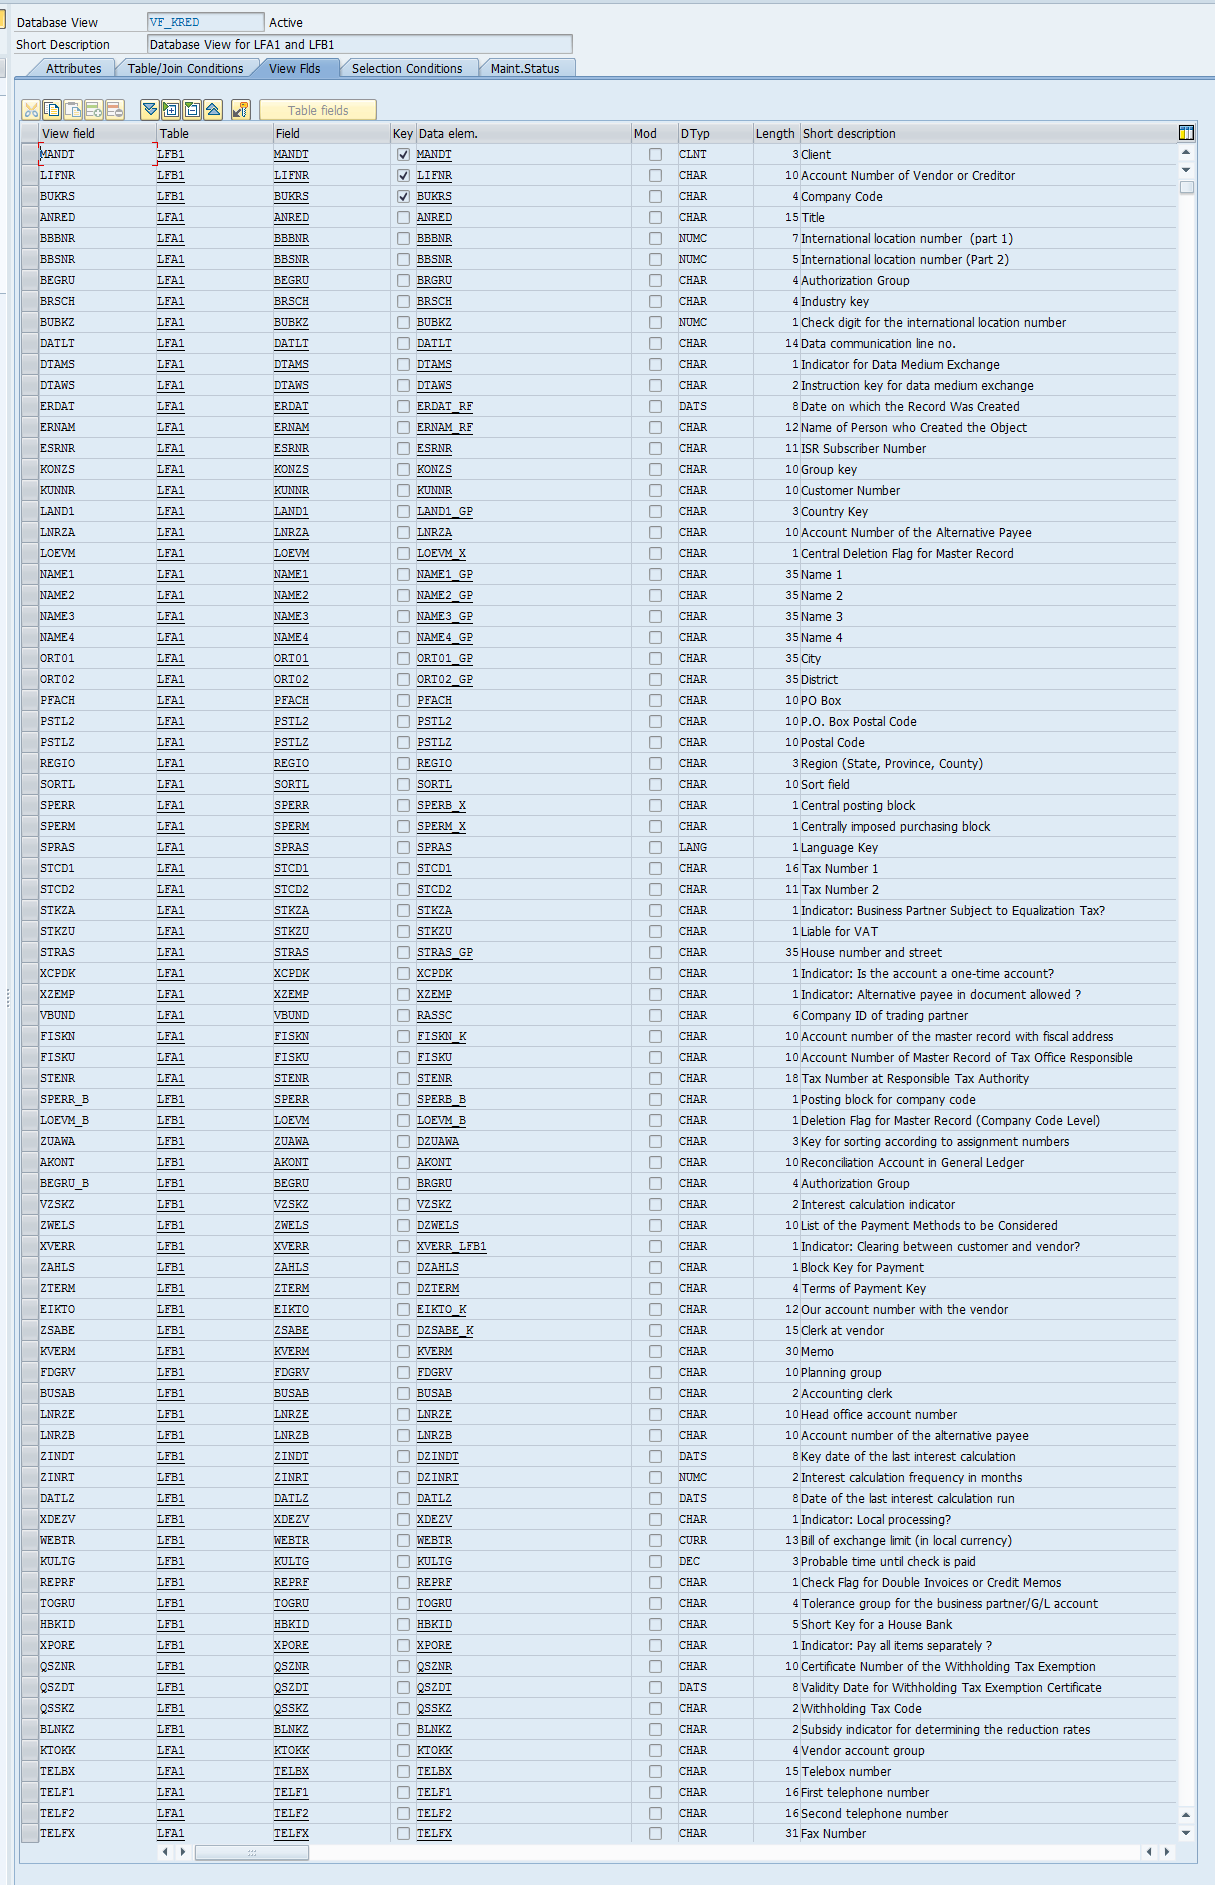 Database View VF_KRED Active
Short Description Database View for LFA1 and LFB1
Attributes Table/Join Conditions View Flds Selection Conditions Maint.Status
Table fields
View field Table Field Key Data elem. Mod DTyp Length Short description
MANDT LFB1 MANDT MANDT CLNT 3 Client
LIFNR LFB1 LIFNR LIFNR CHAR 10 Account Number of Vendor or Creditor
BUKRS LFB1 BUKRS BUKRS CHAR 4 Company Code
ANRED LFA1 ANRED ANRED CHAR 15 Title
BBBNR LFA1 BBBNR BBBNR NUMC 7 International location number (part 1)
BBSNR LFA1 BBSNR BBSNR NUMC 5 International location number (Part 2)
BEGRU LFA1 BEGRU BRGRU CHAR 4 Authorization Group
BRSCH LFA1 BRSCH BRSCH CHAR 4 Industry key
BUBKZ LFA1 BUBKZ BUBKZ NUMC 1 Check digit for the international location number
DATLT LFA1 DATLT DATLT CHAR 14 Data communication line no.
DTAMS LFA1 DTAMS DTAMS CHAR 1 Indicator for Data Medium Exchange
DTAWS LFA1 DTAWS DTAWS CHAR 2 Instruction key for data medium exchange
ERDAT LFA1 ERDAT ERDAT_RF DATS 8 Date on which the Record Was Created
ERNAM LFA1 ERNAM ERNAM_RF CHAR 12 Name of Person who Created the Object
ESRNR LFA1 ESRNR ESRNR CHAR 11 ISR Subscriber Number
KONZS LFA1 KONZS KONZS CHAR 10 Group key
KUNNR LFA1 KUNNR KUNNR CHAR 10 Customer Number
LAND1 LFA1 LAND1 LAND1_GP CHAR 3 Country Key
LNRZA LFA1 LNRZA LNRZA CHAR 10 Account Number of the Alternative Payee
LOEVM LFA1 LOEVM LOEVM_X CHAR 1 Central Deletion Flag for Master Record
NAME1 LFA1 NAME1 NAME1_GP CHAR 35 Name 1
NAME2 LFA1 NAME2 NAME2_GP CHAR 35 Name 2
NAME3 LFA1 NAME3 NAME3_GP CHAR 35 Name 3
NAME4 LFA1 NAME4 NAME4_GP CHAR 35 Name 4
ORT01 LFA1 ORT01 ORT01_GP CHAR 35 City
ORT02 LFA1 ORT02 ORT02_GP CHAR 35 District
PFACH LFA1 PFACH PFACH CHAR 10 PO Box
PSTL2 LFA1 PSTL2 PSTL2 CHAR 10 P.O. Box Postal Code
PSTLZ LFA1 PSTLZ PSTLZ CHAR 10 Postal Code
REGIO LFA1 REGIO REGIO CHAR 3 Region (State, Province, County)
SORTL LFA1 SORTL SORTL CHAR 10 Sort field
SPERR LFA1 SPERR SPERB_X CHAR 1 Central posting block
SPERM LFA1 SPERM SPERM_X CHAR 1 Centrally imposed purchasing block
SPRAS LFA1 SPRAS SPRAS LANG 1 Language Key
STCD1 LFA1 STCD1 STCD1 CHAR 16 Tax Number 1
STCD2 LFA1 STCD2 STCD2 CHAR 11 Tax Number 2
STKZA LFA1 STKZA STKZA CHAR 1 Indicator: Business Partner Subject to Equalization Tax?
STKZU LFA1 STKZU STKZU CHAR 1 Liable for VAT
STRAS LFA1 STRAS STRAS_GP CHAR 35 House number and street
XCPDK LFA1 XCPDK XCPDK CHAR 1 Indicator: Is the account a one-time account?
XZEMP LFA1 XZEMP XZEMP CHAR 1 Indicator: Alternative payee in document allowed ?
VBUND LFA1 VBUND RASSC CHAR 6 Company ID of trading partner
FISKN LFA1 FISKN FISKN_K CHAR 10 Account number of the master record with fiscal address
FISKU LFA1 FISKU FISKU CHAR 10 Account Number of Master Record of Tax Office Responsible
STENR LFA1 STENR STENR CHAR 18 Tax Number at Responsible Tax Authority
SPERR_B LFB1 SPERR SPERB_B CHAR 1 Posting block for company code
LOEVM_B LFB1 LOEVM LOEVM_B CHAR 1 Deletion Flag for Master Record (Company Code Level)
ZUAWA LFB1 ZUAWA DZUAWA CHAR 3 Key for sorting according to assignment numbers
AKONT LFB1 AKONT AKONT CHAR 10 Reconciliation Account in General Ledger
BEGRU_B LFB1 BEGRU BRGRU CHAR 4 Authorization Group
VZSKZ LFB1 VZSKZ VZSKZ CHAR 2 Interest calculation indicator
ZWELS LFB1 ZWELS DZWELS CHAR 10 List of the Payment Methods to be Considered
XVERR LFB1 XVERR XVERR_LFB1 CHAR 1 Indicator: Clearing between customer and vendor?
ZAHLS LFB1 ZAHLS DZAHLS CHAR 1 Block Key for Payment
ZTERM LFB1 ZTERM DZTERM CHAR 4 Terms of Payment Key
EIKTO LFB1 EIKTO EIKTO_K CHAR 12 Our account number with the vendor
ZSABE LFB1 ZSABE DZSABE_K CHAR 15 Clerk at vendor
KVERM LFB1 KVERM KVERM CHAR 30 Memo
FDGRV LFB1 FDGRV FDGRV CHAR 10 Planning group
BUSAB LFB1 BUSAB BUSAB CHAR 2 Accounting clerk
LNRZE LFB1 LNRZE LNRZE CHAR 10 Head office account number
LNRZB LFB1 LNRZB LNRZB CHAR 10 Account number of the alternative payee
ZINDT LFB1 ZINDT DZINDT DATS 8 Key date of the last interest calculation
ZINRT LFB1 ZINRT DZINRT NUMC 2 Interest calculation frequency in months
DATLZ LFB1 DATLZ DATLZ DATS 8 Date of the last interest calculation run
XDEZV LFB1 XDEZV XDEZV CHAR 1 Indicator: Local processing?
WEBTR LFB1 WEBTR WEBTR CURR 13 Bill of exchange limit (in local currency)
KULTG LFB1 KULTG KULTG DEC 3 Probable time until check is paid
REPRF LFB1 REPRF REPRF CHAR 1 Check Flag for Double Invoices or Credit Memos
TOGRU LFB1 TOGRU TOGRU CHAR 4 Tolerance group for the business partner/G/L account
HBKID LFB1 HBKID HBKID CHAR 5 Short Key for a House Bank
XPORE LFB1 XPORE XPORE CHAR 1 Indicator: Pay all items separately ?
QSZNR LFB1 QSZNR QSZNR CHAR 10 Certificate Number of the Withholding Tax Exemption
QSZDT LFB1 QSZDT QSZDT DATS 8 Validity Date for Withholding Tax Exemption Certificate
QSSKZ LFB1 QSSKZ QSSKZ CHAR 2 Withholding Tax Code
BLNKZ LFB1 BLNKZ BLNKZ CHAR 2 Subsidy indicator for determining the reduction rates
KTOKK LFA1 KTOKK KTOKK CHAR 4 Vendor account group
TELBX LFA1 TELBX TELBX CHAR 15 Telebox number
TELF1 LFA1 TELF1 TELF1 CHAR 16 First telephone number
TELF2 LFA1 TELF2 TELF2 CHAR 16 Second telephone number
TELFX LFA1 TELFX TELFX CHAR 31 Fax Number